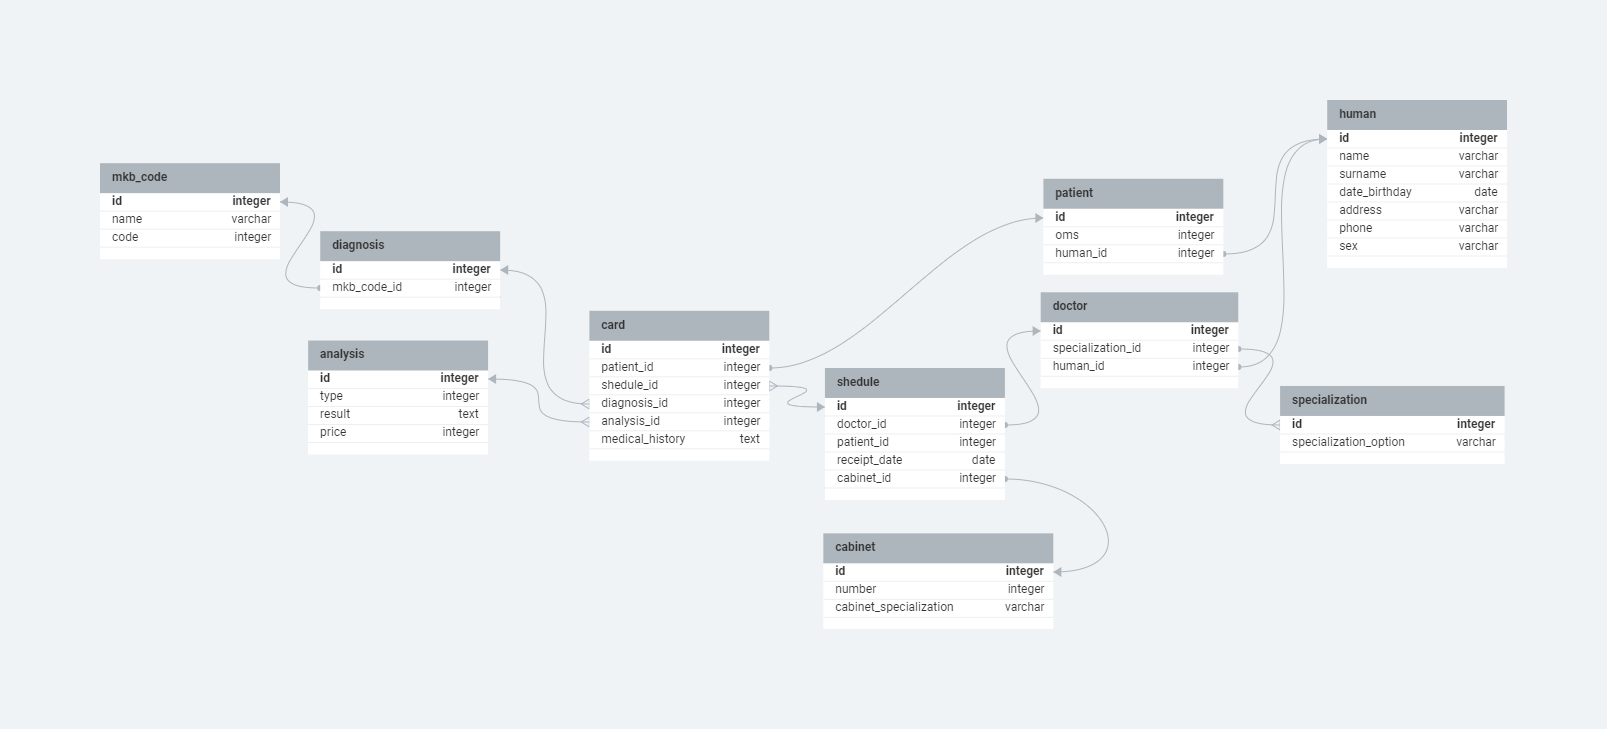 mkb_code
id integer
name varchar
code integer
diagnosis
id integer
mkb_code_id integer
analysis
id integer
type integer
result text
price integer
card
id integer
patient_id integer
shedule_id integer
diagnosis_id integer
analysis_id integer
medical_history text
shedule
id integer
doctor_id integer
patient_id integer
receipt_date date
cabinet_id integer
cabinet
id integer
number integer
cabinet_specialization varchar
patient
id integer
oms integer
human_id integer
doctor
id integer
specialization_id integer
human_id integer
human
id integer
name varchar
surname varchar
date_birthday date
address varchar
phone varchar
sex varchar
specialization
id integer
specialization_option varchar